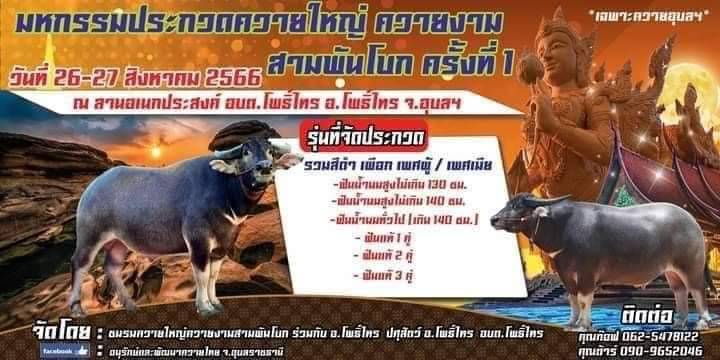 มหกรรมประกวดควายใหญ่ ควายงาม
สามพันโบก ครั้งที่ 1
*เฉพาะควายอุบลฯ*
วันที่ 26-27 สิงหาคม 2566
ณ ลานอเนกประสงค์ อบต.โพธิ์ไทร อ.โพธิ์ไทร จ.อุบลฯ
รุ่นที่จัดประกวด
รวมสีดำ เผือก เพศผู้ / เพศเมีย
-ฟันน้ำนมสูงไม่เกิน 130 ซม.
-ฟันน้ำนมสูงไม่เกิน 140 ซม.
-ฟันน้ำนมทั่วไป (เกิน 140 ซม.)
- ฟันแท้ 1 คู่
- ฟันแท้ 2 คู่
- ฟันแท้ 3 คู่
จัดโดย : ชมรมควายใหญ่ควายงามสามพันโบก ร่วมกับ อ.โพธิ์ไทร ปศุสัตว์ อ.โพธิ์ไทร อบต.โพธิ์ไทร
facebook : อนุรักษ์และพัฒนาควายไทย จ.อุบลราชธานี
ติดต่อ
คุณก๊อฟ 062-5478122
090-9652046